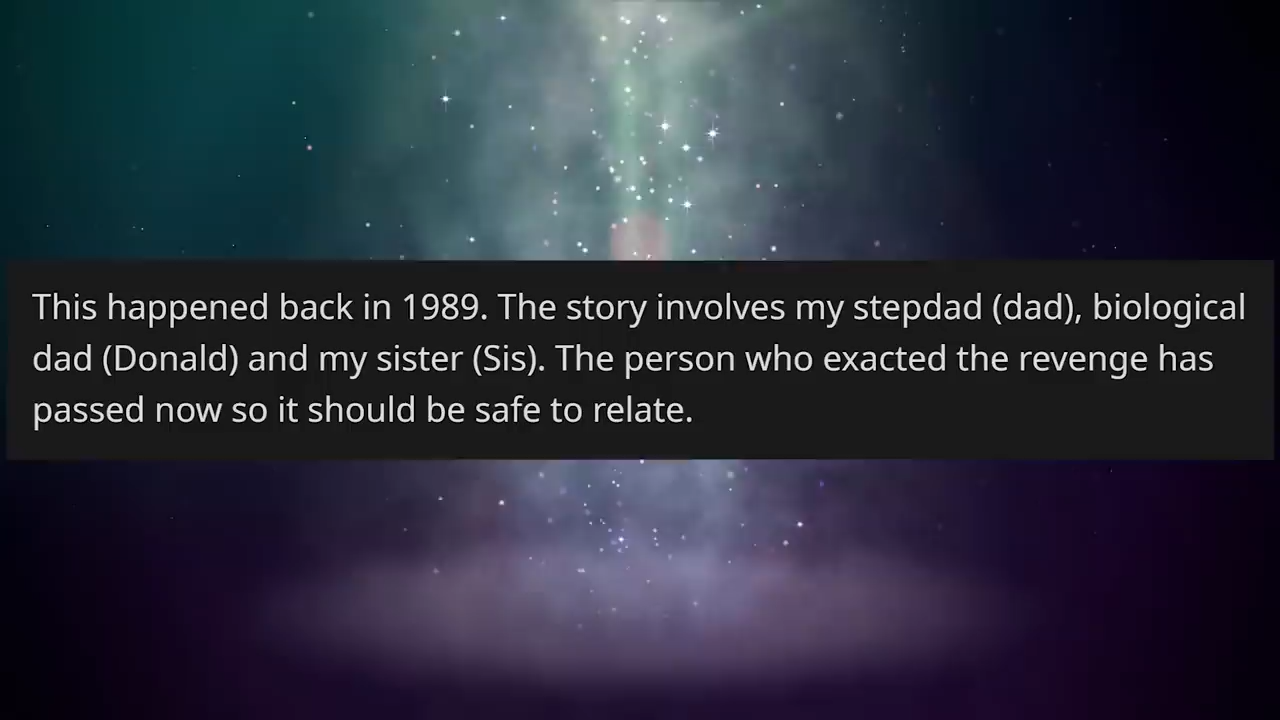 This happened back in 1989. The story involves my stepdad (dad), biological
dad (Donald) and my sister (Sis). The person who exacted the revenge has
passed now so it should be safe to relate.